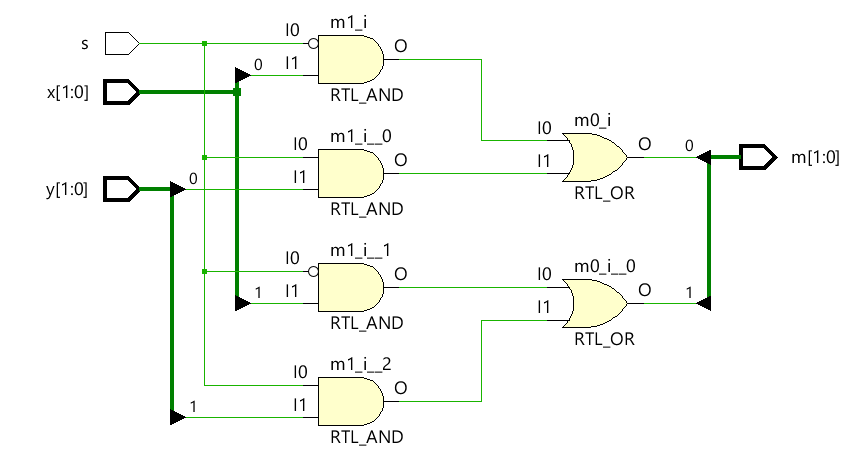 m1_i
s
I0
O
0
I1
x[1:0]
RTL_AND
m0_i
m1_i__0
I0
I0
O
0
O
I1
m[1:0]
0
I1
y[1:0]
RTL_OR
RTL_AND
m1_i__1
I0
m0_i__0
O
I0
1
I1
O
1
I1
RTL_AND
RTL_OR
m1_i__2
I0
O
1
I1
RTL_AND